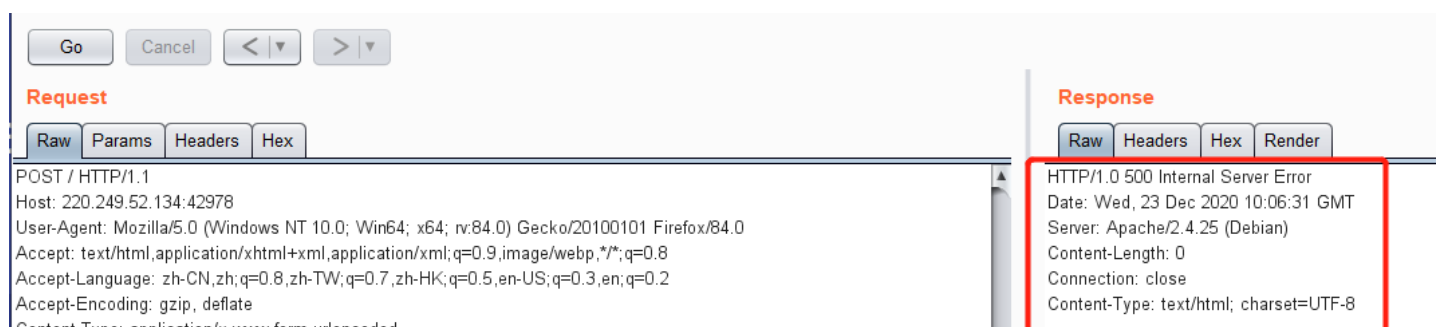 Go Cancel < >
Request
Raw Params Headers Hex
POST / HTTP/1.1
Host: 220.249.52.134:42978
User-Agent: Mozilla/5.0 (Windows NT 10.0; Win64; x64; rv:84.0) Gecko/20100101 Firefox/84.0
Accept: text/html,application/xhtml+xml,application/xml;q=0.9,image/webp,*/*;q=0.8
Accept-Language: zh-CN,zh;q=0.8,zh-TW;q=0.7,zh-HK;q=0.5,en-US;q=0.3,en;q=0.2
Accept-Encoding: gzip, deflate
Content-Type: application/x-www-form-urlencoded
Response
Raw Headers Hex Render
HTTP/1.0 500 Internal Server Error
Date: Wed, 23 Dec 2020 10:06:31 GMT
Server: Apache/2.4.25 (Debian)
Content-Length: 0
Connection: close
Content-Type: text/html; charset=UTF-8